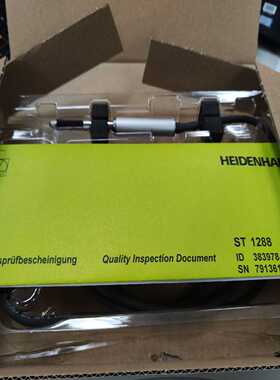 HEIDENHA
sprüfbescheinigung Quality Inspection Document
ST 1288
ID 383978
SN 791361